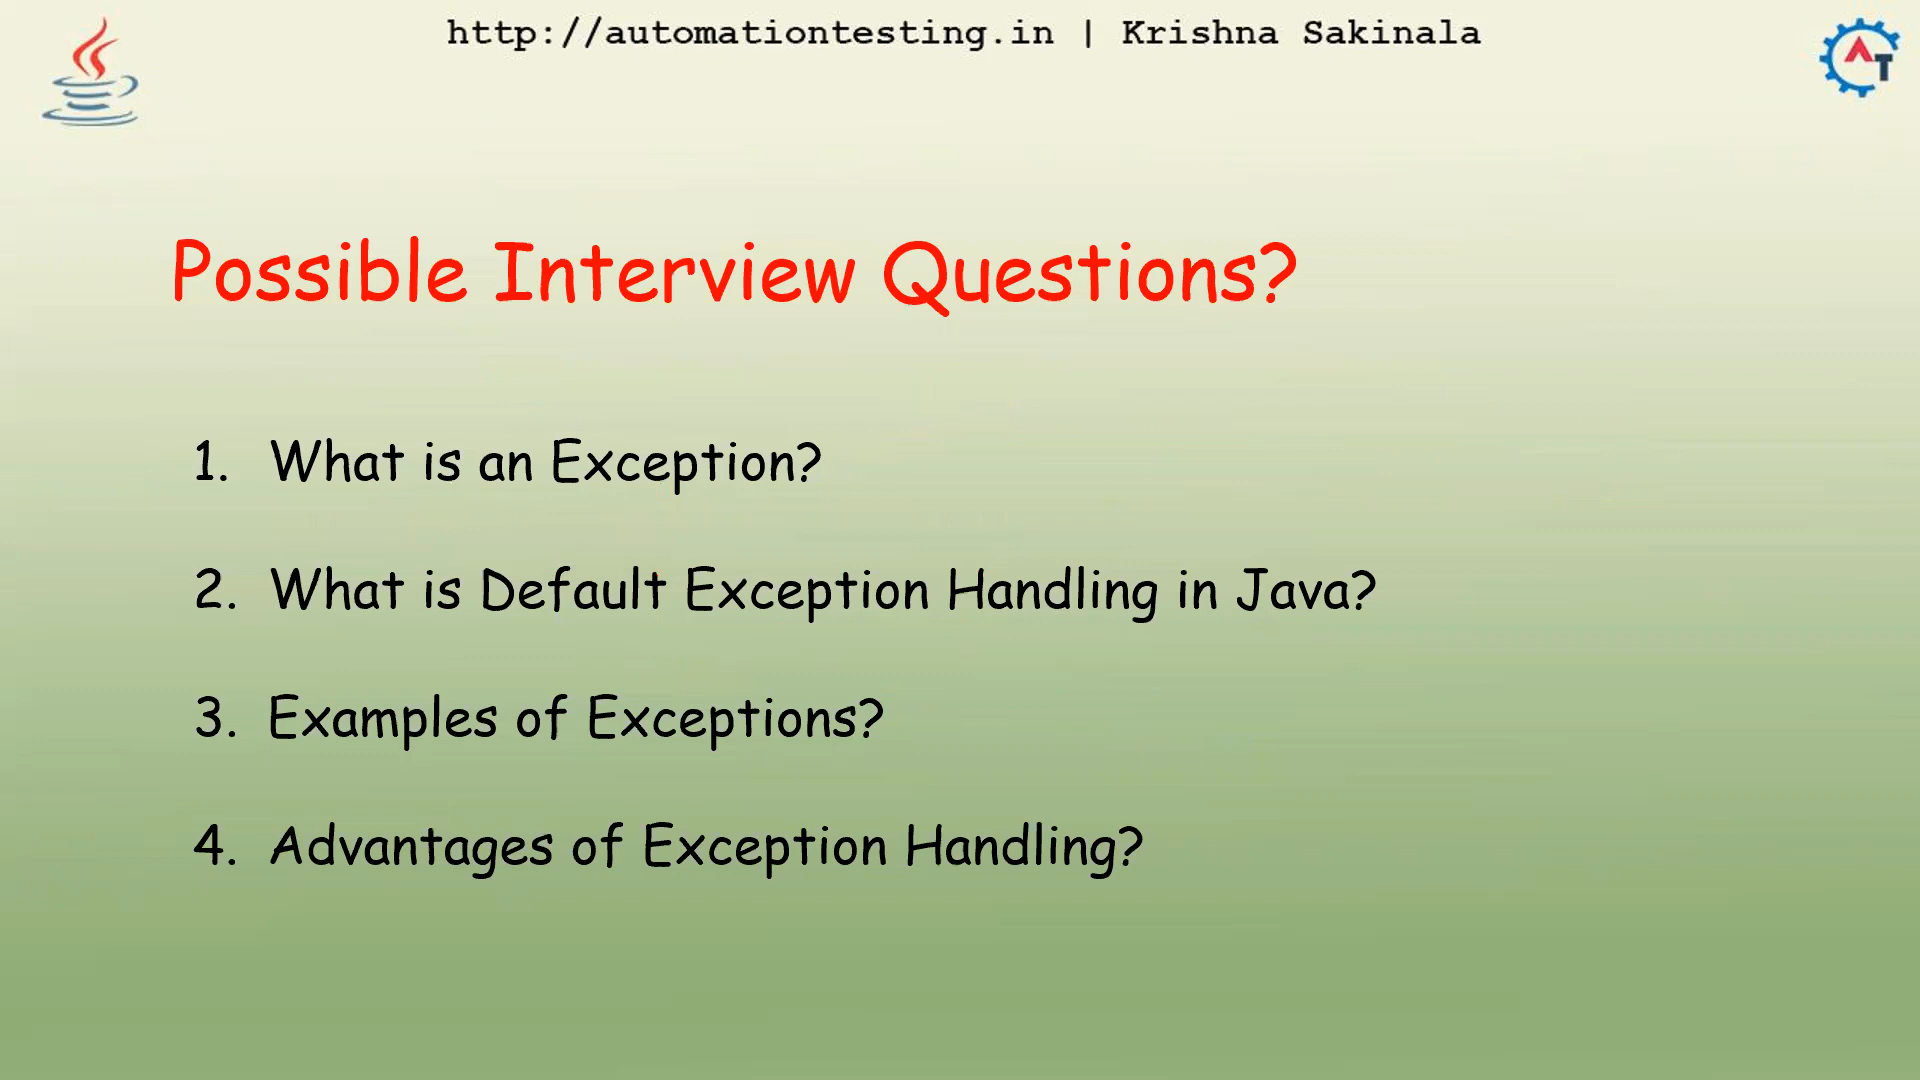 http://automationtesting.in | Krishna Sakinala
AT
Possible Interview Questions?
1. What is an Exception?
2. What is Default Exception Handling in Java?
3. Examples of Exceptions?
4. Advantages of Exception Handling?